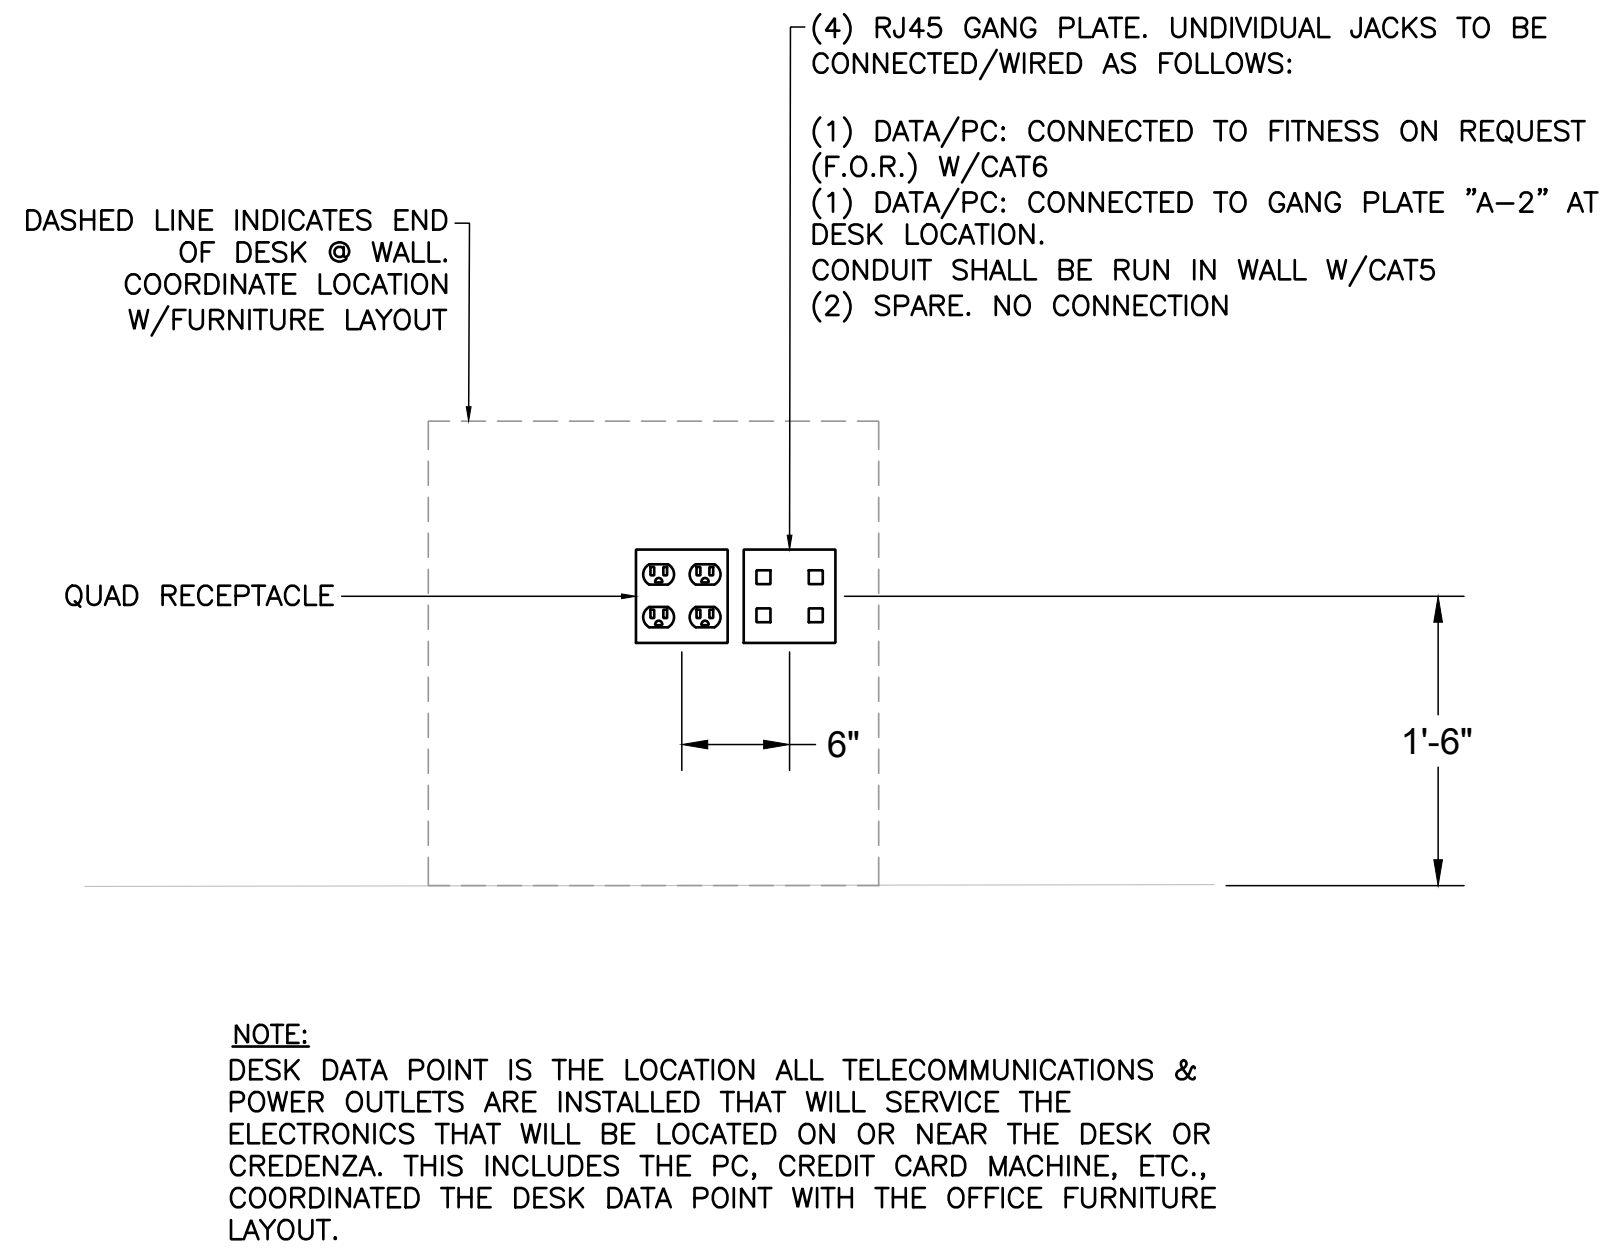 (4) RJ45 GANG PLATE. UNDIVIDUAL JACKS TO BE
CONNECTED/WIRED AS FOLLOWS:
(1) DATA/PC: CONNECTED TO FITNESS ON REQUEST
(F.O.R.) W/CAT6
(1) DATA/PC: CONNECTED TO GANG PLATE "A-2" AT
DESK LOCATION.
CONDUIT SHALL BE RUN IN WALL W/CAT5
(2) SPARE. NO CONNECTION
DASHED LINE INDICATES END
OF DESK @ WALL.
COORDINATE LOCATION
W/FURNITURE LAYOUT
QUAD RECEPTACLE
6"
1'-6"
NOTE:
DESK DATA POINT IS THE LOCATION ALL TELECOMMUNICATIONS &
POWER OUTLETS ARE INSTALLED THAT WILL SERVICE THE
ELECTRONICS THAT WILL BE LOCATED ON OR NEAR THE DESK OR
CREDENZA. THIS INCLUDES THE PC, CREDIT CARD MACHINE, ETC.,
COORDINATED THE DESK DATA POINT WITH THE OFFICE FURNITURE
LAYOUT.